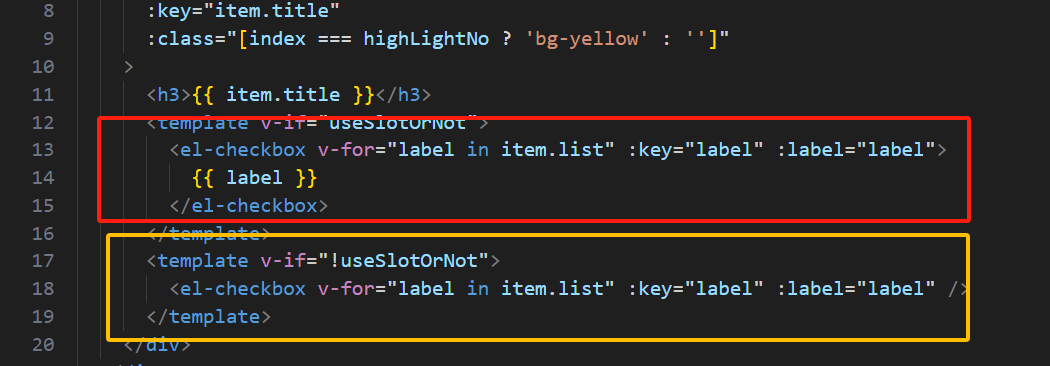 8 :key="item.title"
9 :class="[index === highLightNo ? 'bg-yellow' : '']"
10 >
11 <h3>{{ item.title }}</h3>
12 <template v-if="useSlotOrNot">
13 <el-checkbox v-for="label in item.list" :key="label" :label="label">
14 {{ label }}
15 </el-checkbox>
16 </template>
17 <template v-if="!useSlotOrNot">
18 <el-checkbox v-for="label in item.list" :key="label" :label="label" />
19 </template>
20 </div>